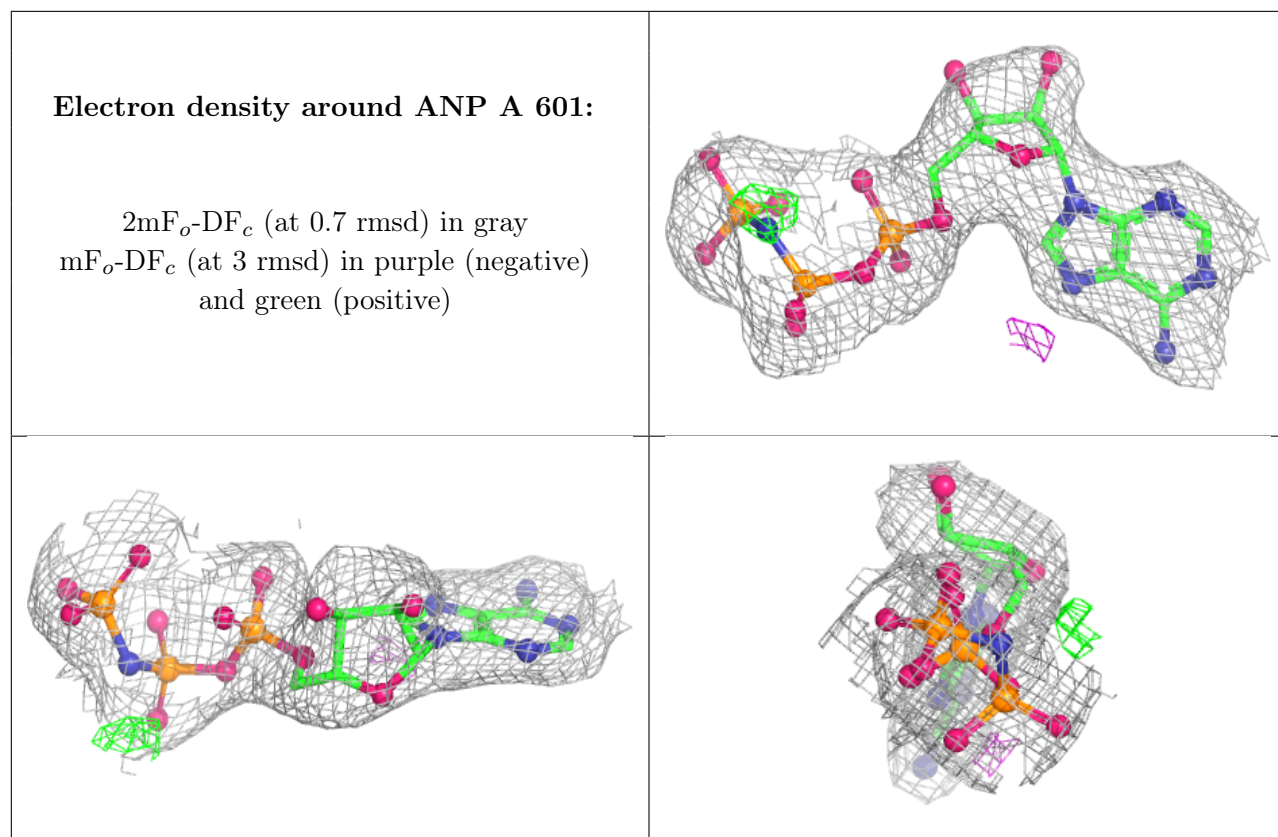 Electron density around ANP A 601:
2mFo-DFc (at 0.7 rmsd) in gray
mFo-DFc (at 3 rmsd) in purple (negative)
and green (positive)